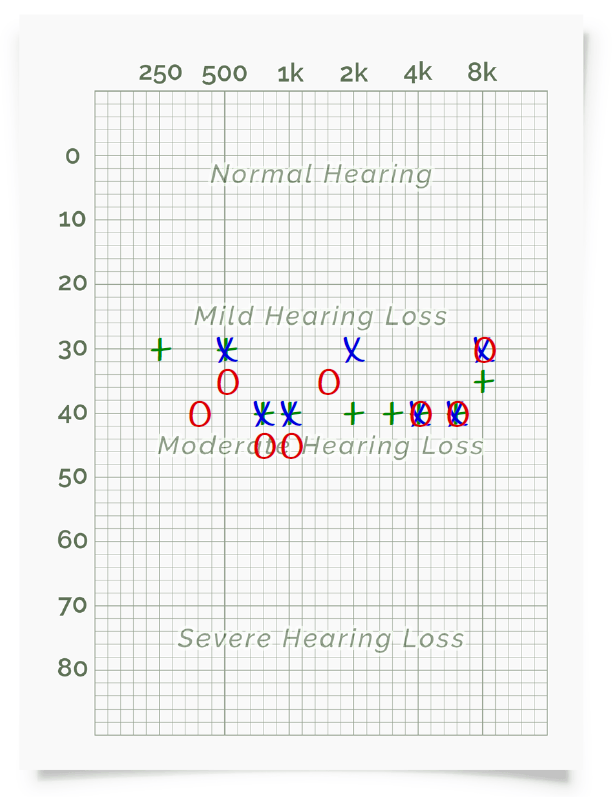 250 500 1k 2k 4k 8k
0
Normal Hearing
10
20
Mild Hearing Loss
30
+ X + X X O
O O +
40
O X + X + + + X + O X + O
Moderate Hearing Loss
O O
50
60
70
Severe Hearing Loss
80